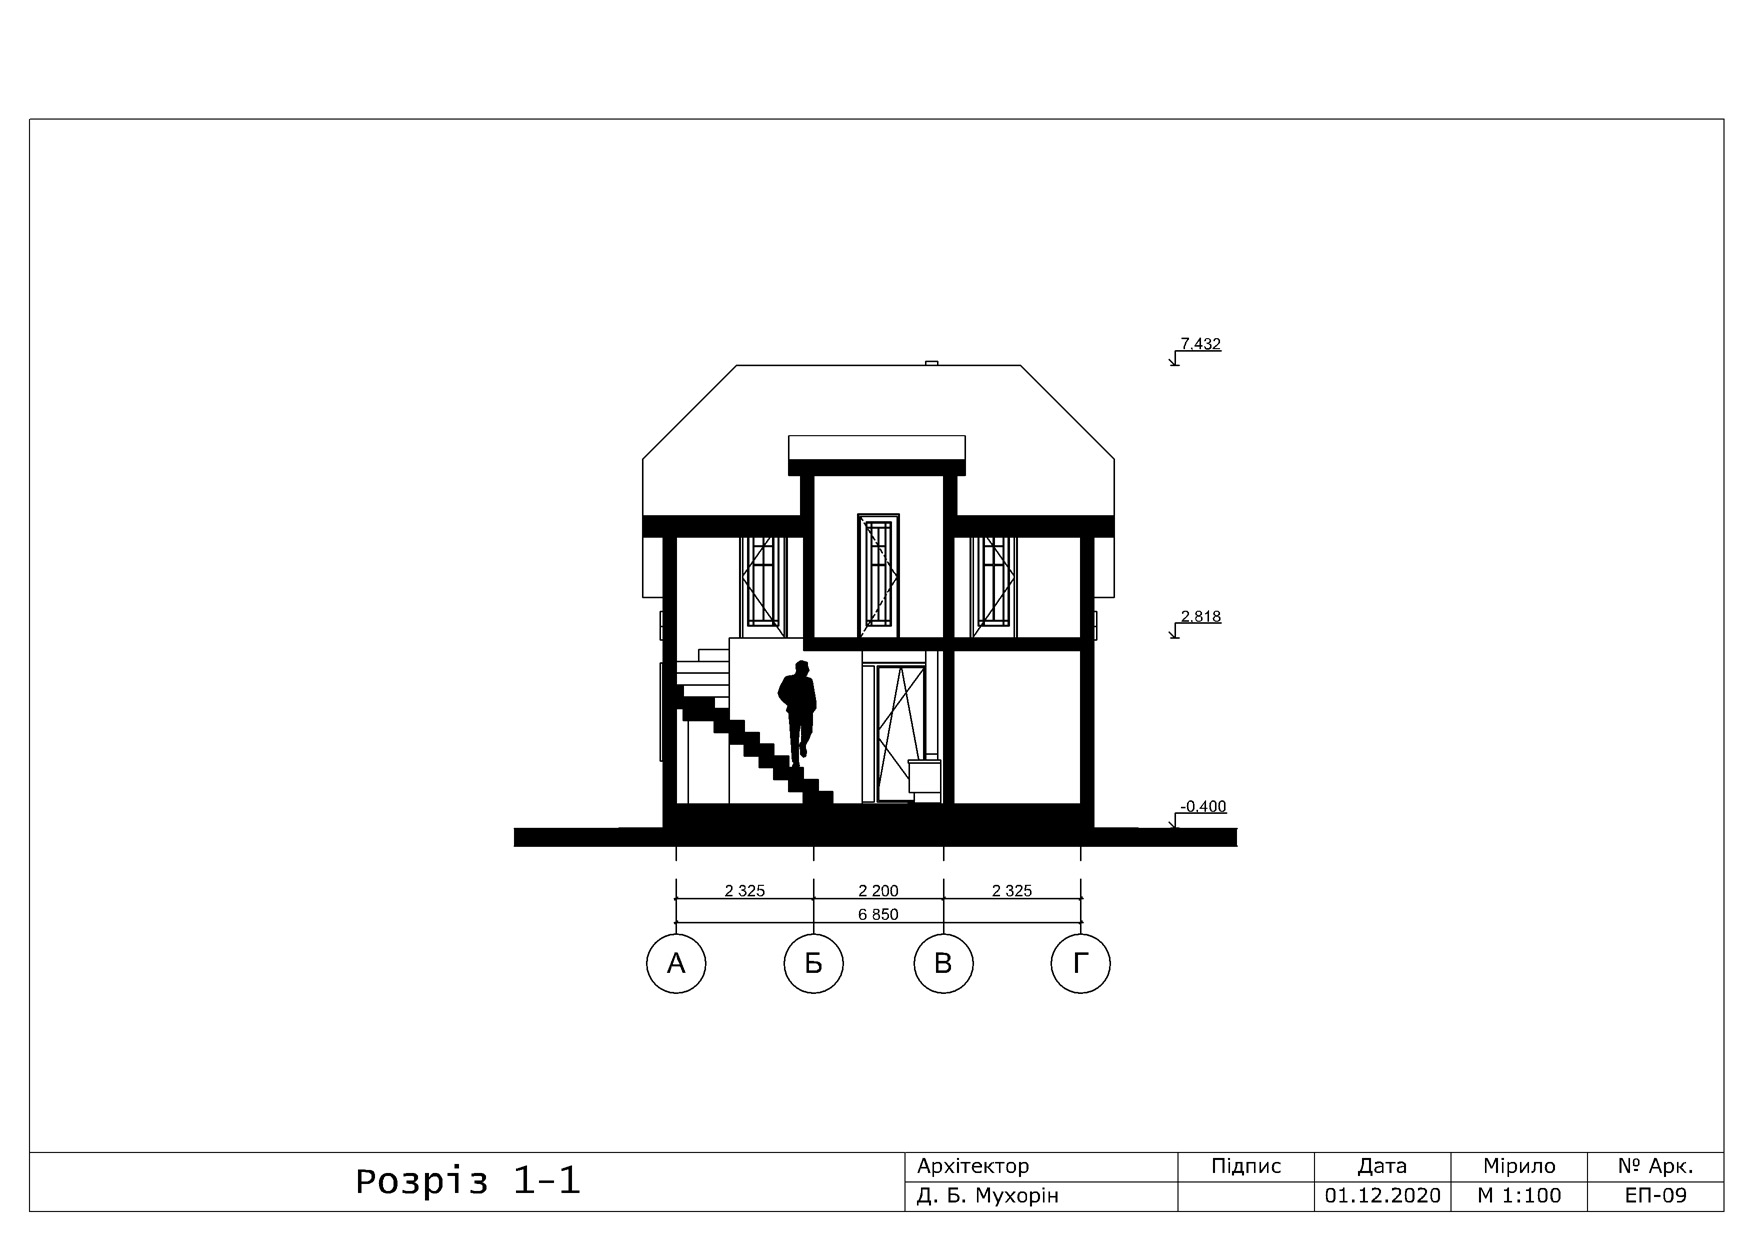 7.432
2.818
-0.400
2 325 2 200 2 325
6 850
А Б В Г
Розріз 1-1
Архітектор Підпис Дата Мірило № Арк.
Д. Б. Мухорін 01.12.2020 М 1:100 ЕП-09